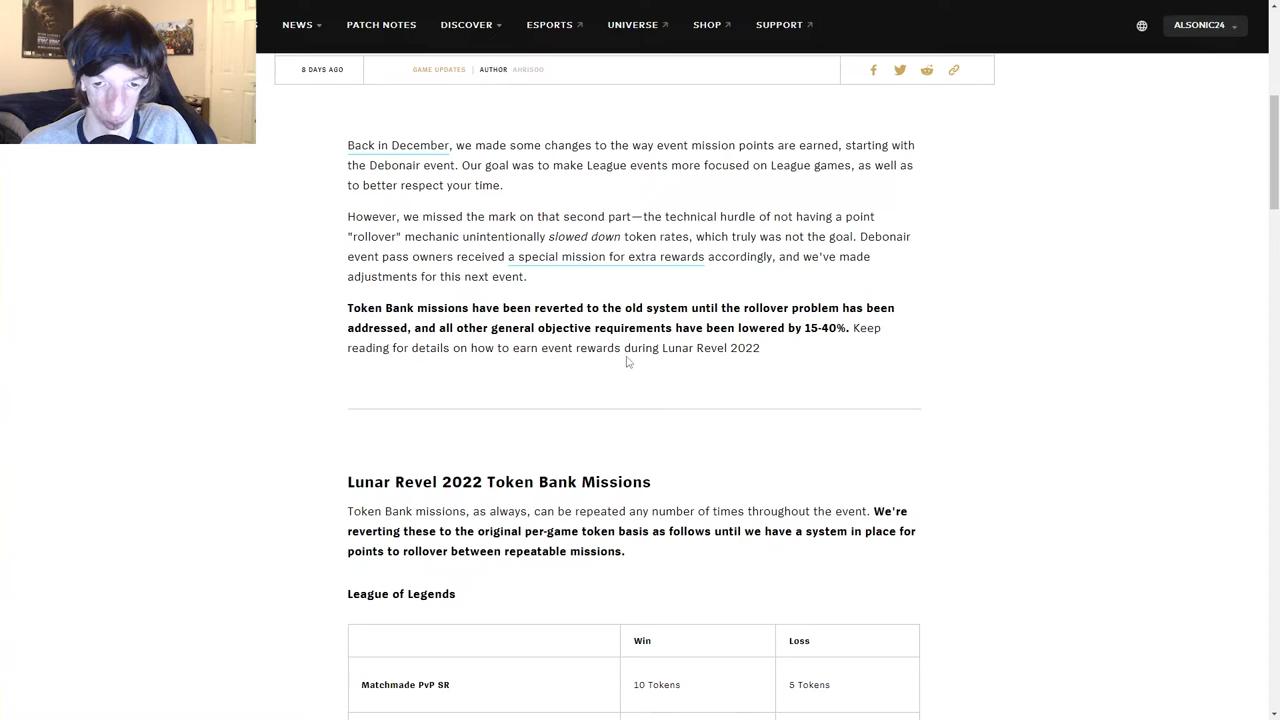 NEWS
PATCH NOTES
DISCOVER
ESPORTS
UNIVERSE
SHOP
SUPPORT
ALSONIC24
8 DAYS AGO
GAME UPDATES
AUTHOR AHRISOO
Back in December, we made some changes to the way event mission points are earned, starting with
the Debonair event. Our goal was to make League events more focused on League games, as well as
to better respect your time.
However, we missed the mark on that second part—the technical hurdle of not having a point
"rollover" mechanic unintentionally slowed down token rates, which truly was not the goal. Debonair
event pass owners received a special mission for extra rewards accordingly, and we've made
adjustments for this next event.
Token Bank missions have been reverted to the old system until the rollover problem has been
addressed, and all other general objective requirements have been lowered by 15-40%. Keep
reading for details on how to earn event rewards during Lunar Revel 2022
Lunar Revel 2022 Token Bank Missions
Token Bank missions, as always, can be repeated any number of times throughout the event. We're
reverting these to the original per-game token basis as follows until we have a system in place for
points to rollover between repeatable missions.
League of Legends
Win
Loss
Matchmade PvP SR
10 Tokens
5 Tokens